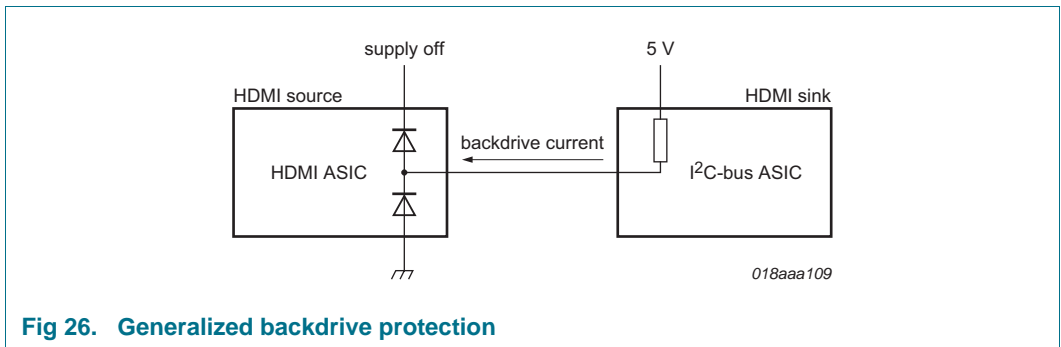 supply off
5 V
HDMI source
HDMI sink
backdrive current
HDMI ASIC
I²C-bus ASIC
018aaa109
Fig 26. Generalized backdrive protection